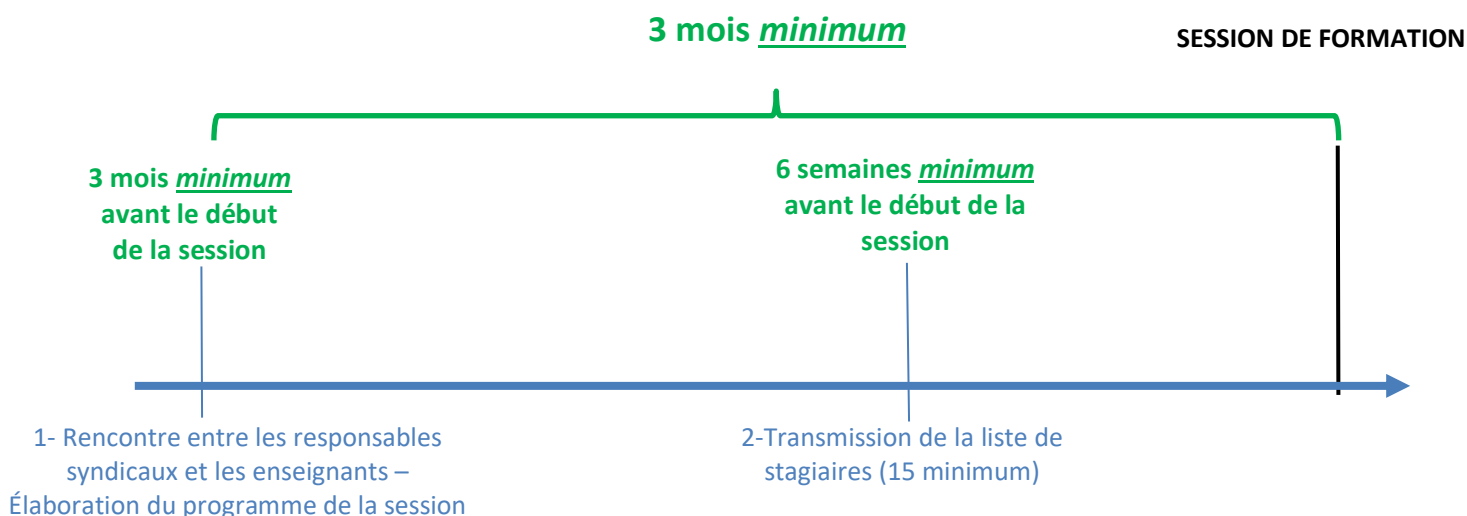 3 mois minimum
SESSION DE FORMATION
3 mois minimum
avant le début
de la session
6 semaines minimum
avant le début de la
session
1- Rencontre entre les responsables
syndicaux et les enseignants –
Élaboration du programme de la session
2-Transmission de la liste de
stagiaires (15 minimum)